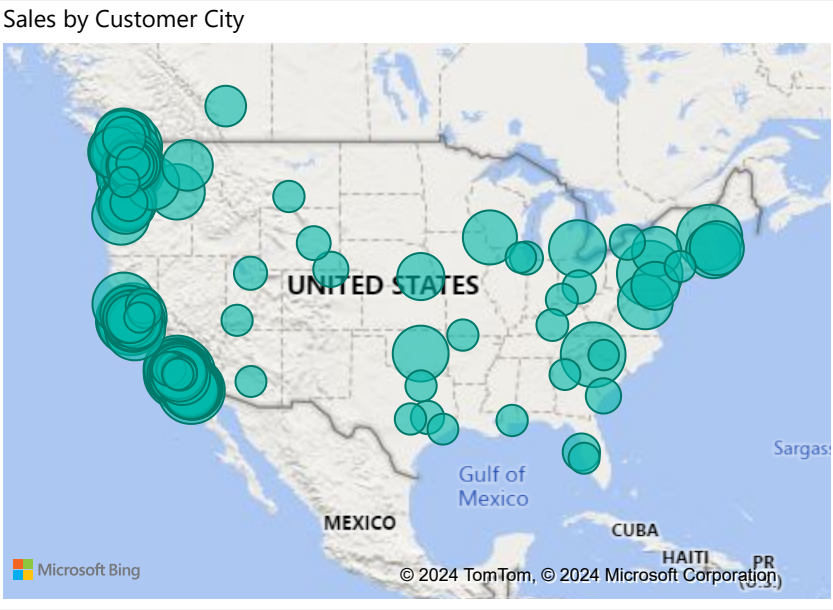 Sales by Customer City
UNITED STATES
Sargass
Gulf of
Mexico
MEXICO
CUBA
HAITI
PR
(U.S.)
Microsoft Bing
© 2024 TomTom, © 2024 Microsoft Corporation